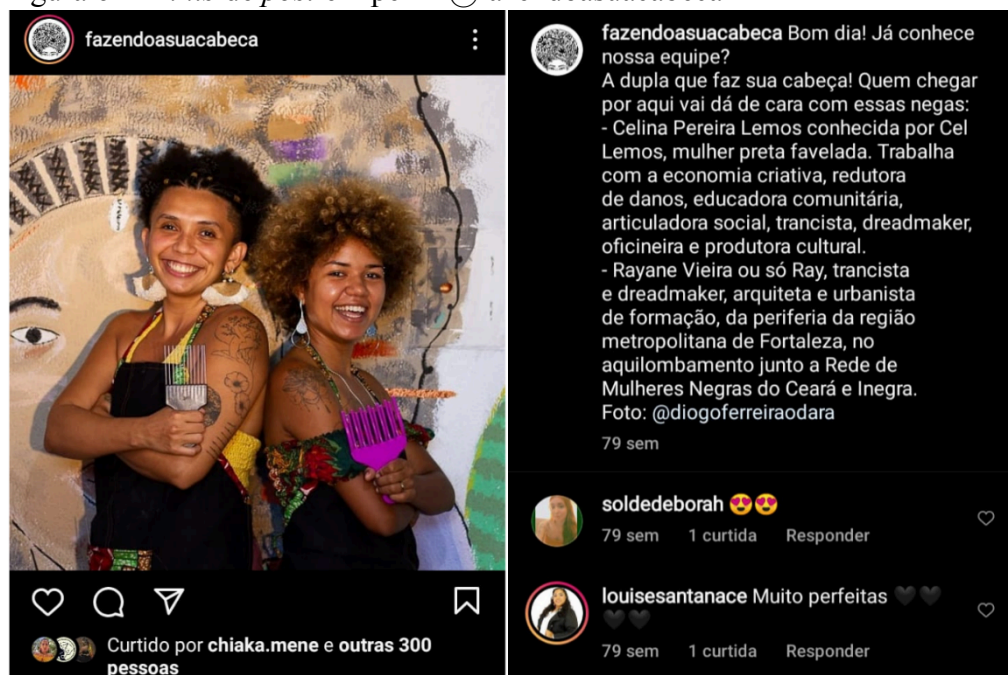 fazendoasuacabeca
Curtido por chiaka.mene e outras 300
pessoas
fazendoasuacabeca Bom dia! Já conhece
nossa equipe?
A dupla que faz sua cabeça! Quem chegar
por aqui vai dá de cara com essas negas:
- Celina Pereira Lemos conhecida por Cel
Lemos, mulher preta favelada. Trabalha
com a economia criativa, redutora
de danos, educadora comunitária,
articuladora social, trancista, dreadmaker,
oficineira e produtora cultural.
- Rayane Vieira ou só Ray, trancista
e dreadmaker, arquiteta e urbanista
de formação, da periferia da região
metropolitana de Fortaleza, no
aquilombamento junto a Rede de
Mulheres Negras do Ceará e Inegra.
Foto: @diogoferreiraodara
79 sem
soldedeborah 😍😍
79 sem 1 curtida Responder
louisesantanace Muito perfeitas 🖤🖤
🖤🖤
79 sem 1 curtida Responder